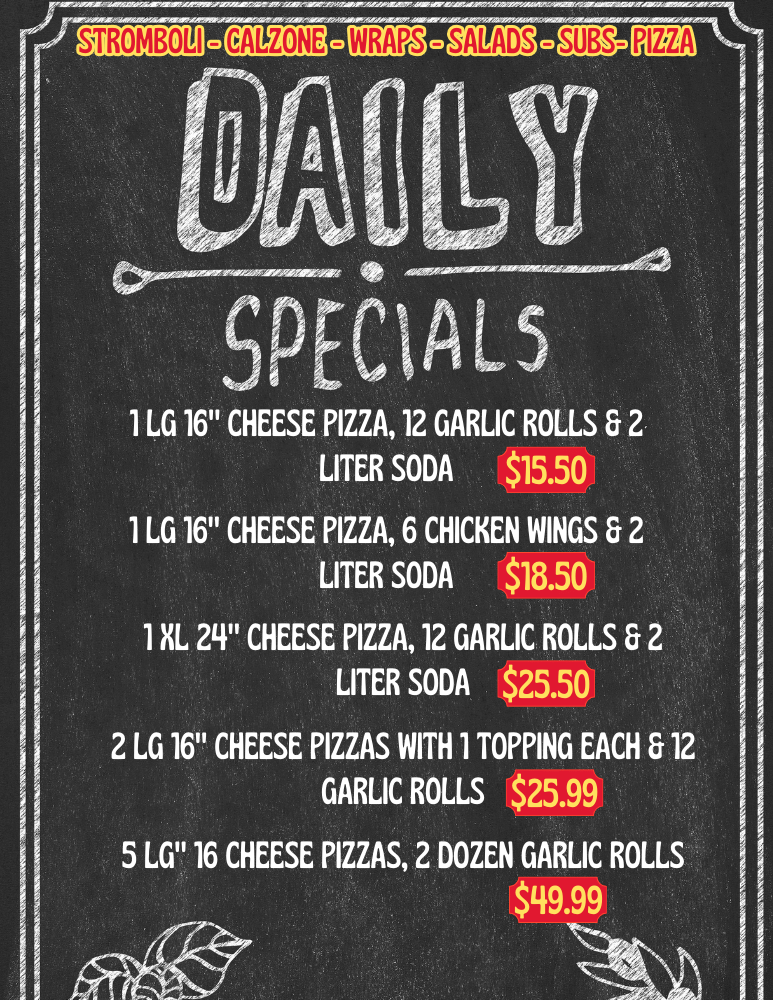 STROMBOLI - CALZONE - WRAPS - SALADS - SUBS- PIZZA
DAILY
SPECIALS
1 LG 16" CHEESE PIZZA, 12 GARLIC ROLLS & 2
LITER SODA $15.50
1 LG 16" CHEESE PIZZA, 6 CHICKEN WINGS & 2
LITER SODA $18.50
1 XL 24" CHEESE PIZZA, 12 GARLIC ROLLS & 2
LITER SODA $25.50
2 LG 16" CHEESE PIZZAS WITH 1 TOPPING EACH & 12
GARLIC ROLLS $25.99
5 LG" 16 CHEESE PIZZAS, 2 DOZEN GARLIC ROLLS
$49.99